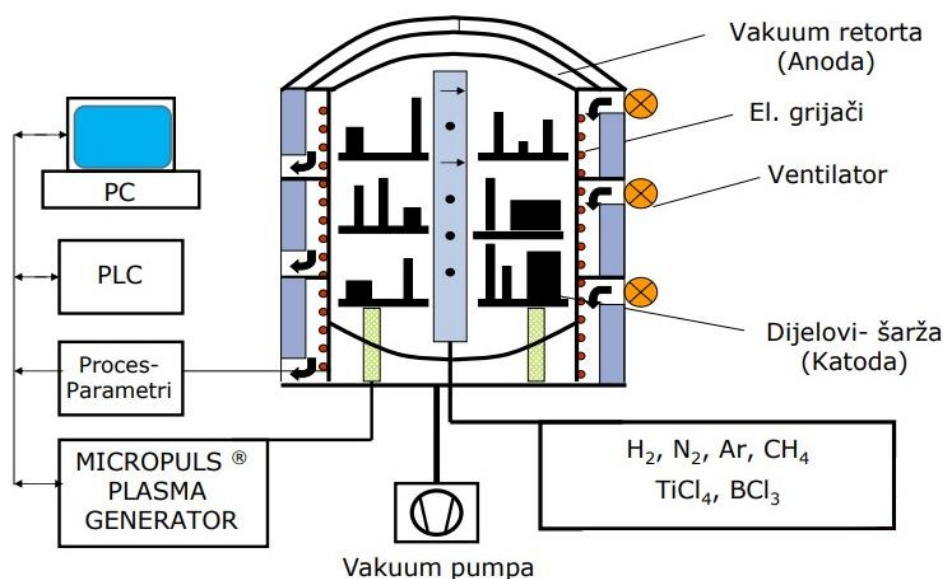 Vakuum retorta
(Anoda)
El. grijači
Ventilator
PC
PLC
Dijelovi- šarža
(Katoda)
Proces-
Parametri
MICROPULS ®
PLASMA
GENERATOR
H₂, N₂, Ar, CH₄
TiCl₄, BCl₃
Vakuum pumpa